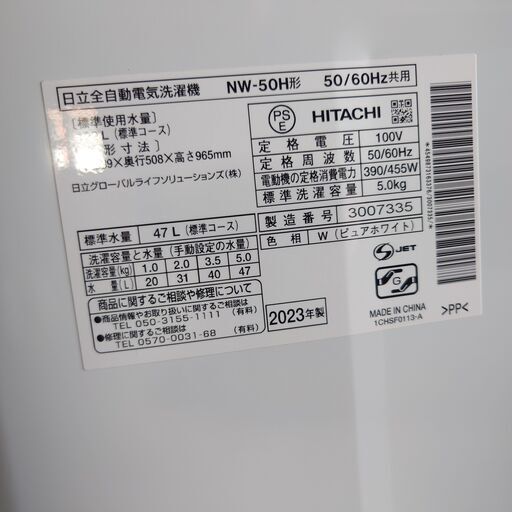 日立全自動電気洗濯機 NW-50H形 50/60Hz共用
[標準使用水量]
L (標準コース)
形寸法)
9×奥行508×高さ965mm
日立グローバルライフソリューションズ(株)
PS
E
HITACHI
定格電圧 100V
定格周波数 50/60Hz
電動機の定格消費電力 390/455W
標準洗濯容量 5.0kg
製造番号 3007335
色相 W (ピュアホワイト)
標準水量 47L (標準コース)
洗濯容量と水量 (手動設定の水量)
洗濯容量(kg) 1.0 2.0 3.5 5.0
水量(L) 20 31 40 47
商品に関するご相談や修理について
●商品情報やお取り扱いに関するご相談
TEL 050-3155-1111 (有料)
●修理に関するご相談
TEL 0570-0031-68 (有料)
2023年製
S JET
G
MADE IN CHINA
1CHSF0113-A
>PP<